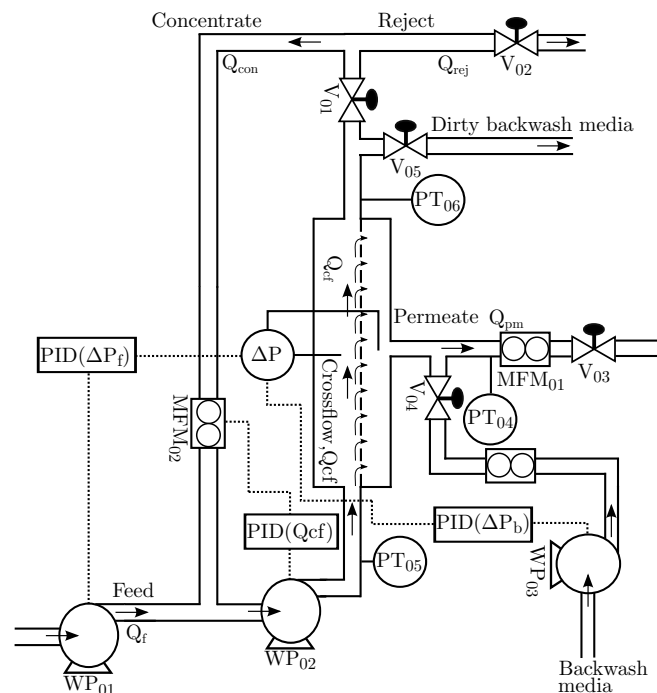 Concentrate
Reject
Q_con
Q_rej
V_02
V_01
Dirty backwash media
V_05
PT_06
Q_cf
Permeate Q_pm
PID(ΔP_f)
ΔP
MFM_01
V_03
V_04
PT_04
MFM_02
Crossflow,Qcf
PID(Qcf)
PID(ΔP_b)
PT_05
WP_03
Feed
Q_f
WP_02
WP_01
Backwash
media